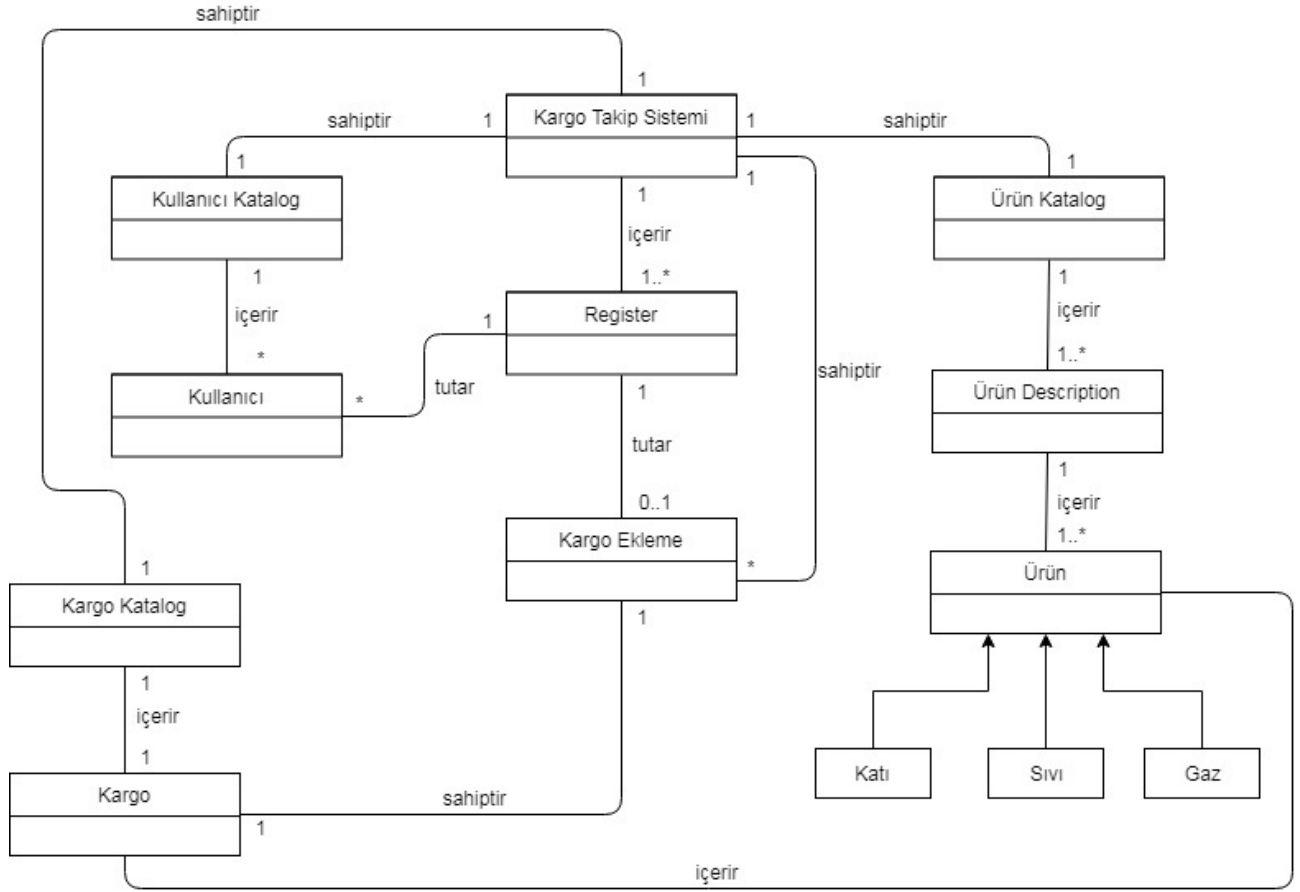 sahiptir
1
Kargo Takip Sistemi
sahiptir
1
1
sahiptir
1
1
1
1
Kullanıcı Katalog
Ürün Katalog
içerir
1
1
içerir
içerir
1..*
1
Register
*
1..*
sahiptir
Kullanıcı
*
tutar
1
Ürün Description
tutar
1
içerir
0..1
1..*
Kargo Ekleme
*
Ürün
1
1
Kargo Katalog
1
içerir
1
Kargo
sahiptir
1
Katı
Sıvı
Gaz
içerir